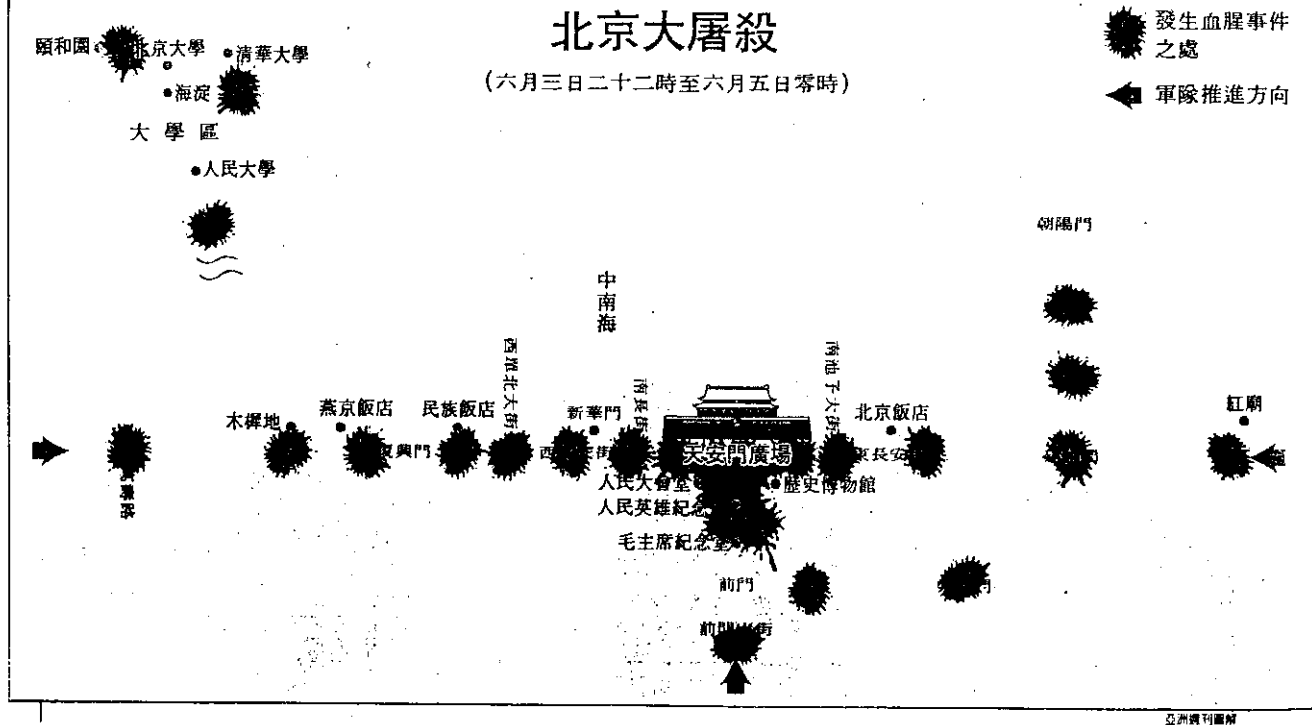 北京大屠殺
(六月三日二十二時至六月五日零時)
發生血腥事件
之處
軍隊推進方向
頤和園
京大學
清華大學
海淀
大學區
人民大學
朝陽門
中南海
西單北大街
南長街
南池子大街
木樨地
燕京飯店
民族飯店
新華門
北京飯店
紅廟
復興門
天安門廣場
東長安
人民大會堂
歷史博物館
人民英雄紀念
毛主席紀念堂
前門
亞洲週刊圖解